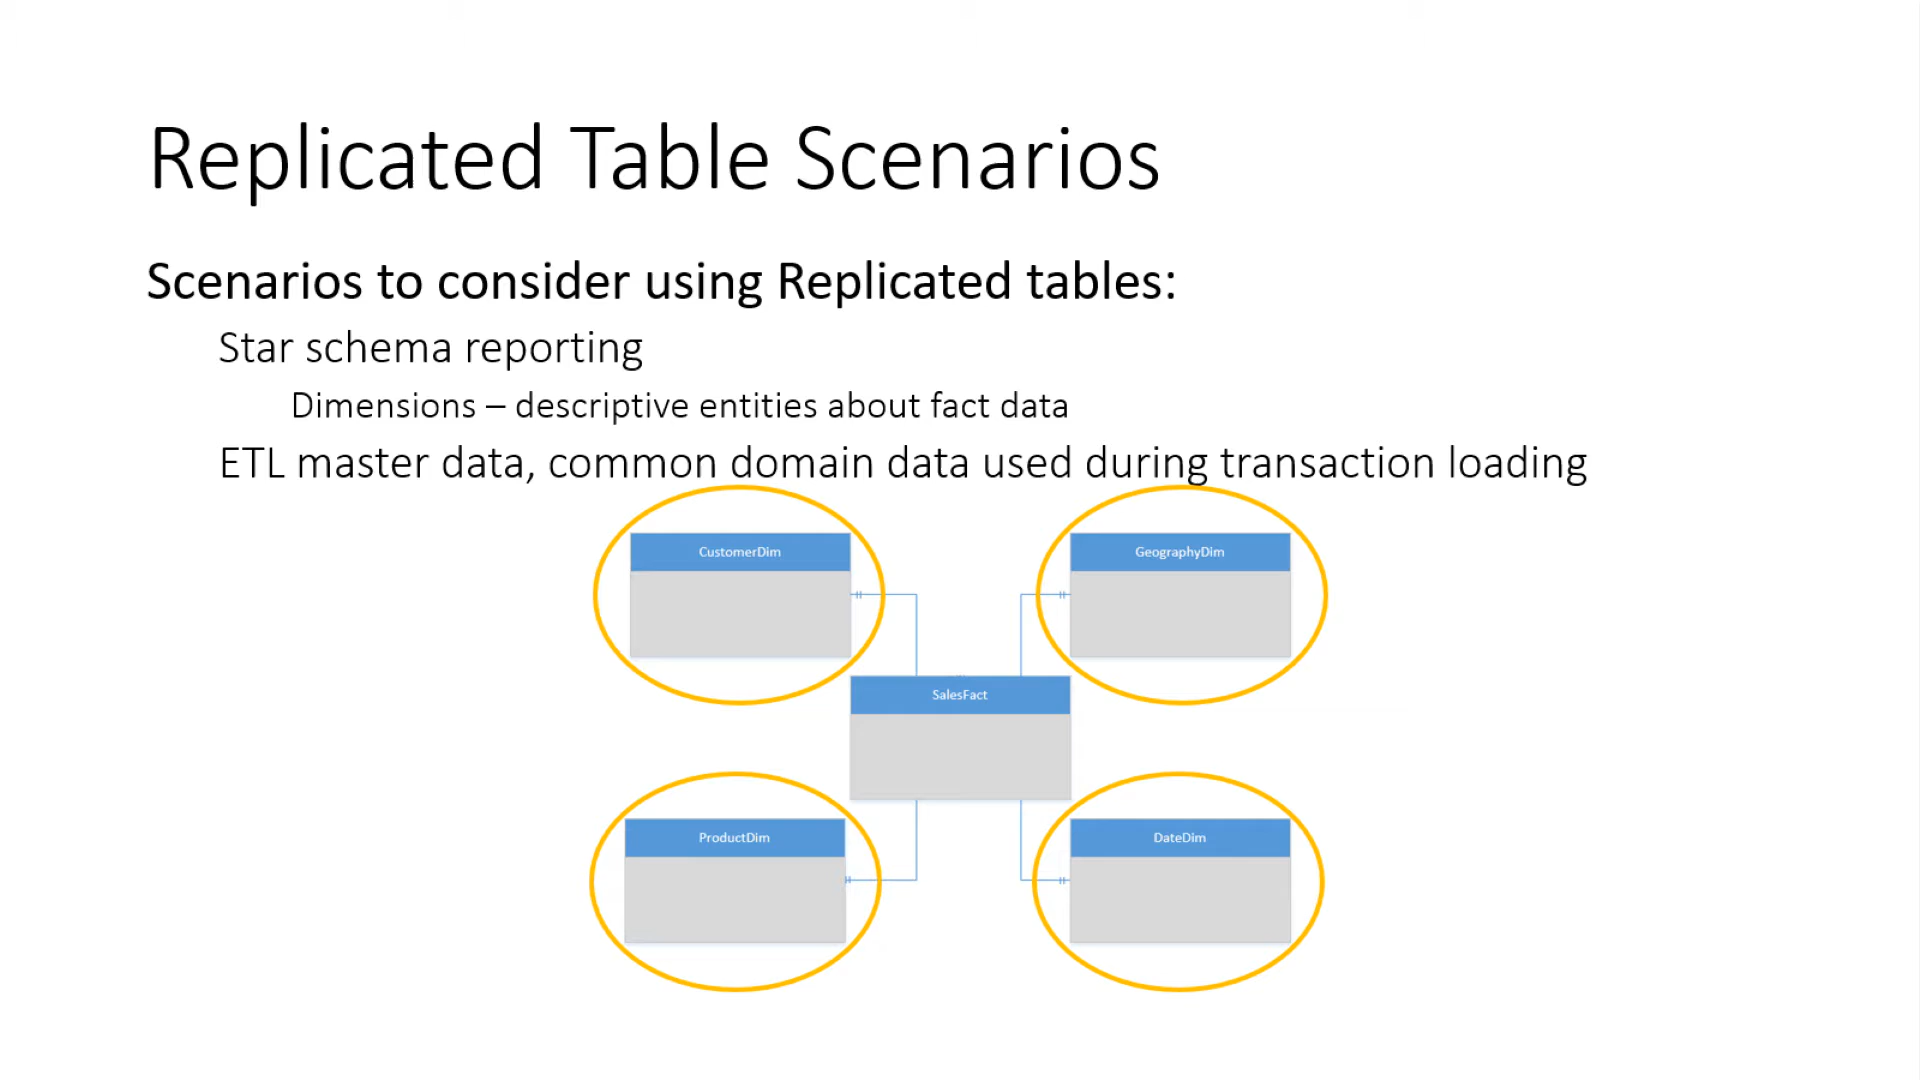 Replicated Table Scenarios
Scenarios to consider using Replicated tables:
Star schema reporting
Dimensions – descriptive entities about fact data
ETL master data, common domain data used during transaction loading
CustomerDim
GeographyDim
SalesFact
ProductDim
DateDim